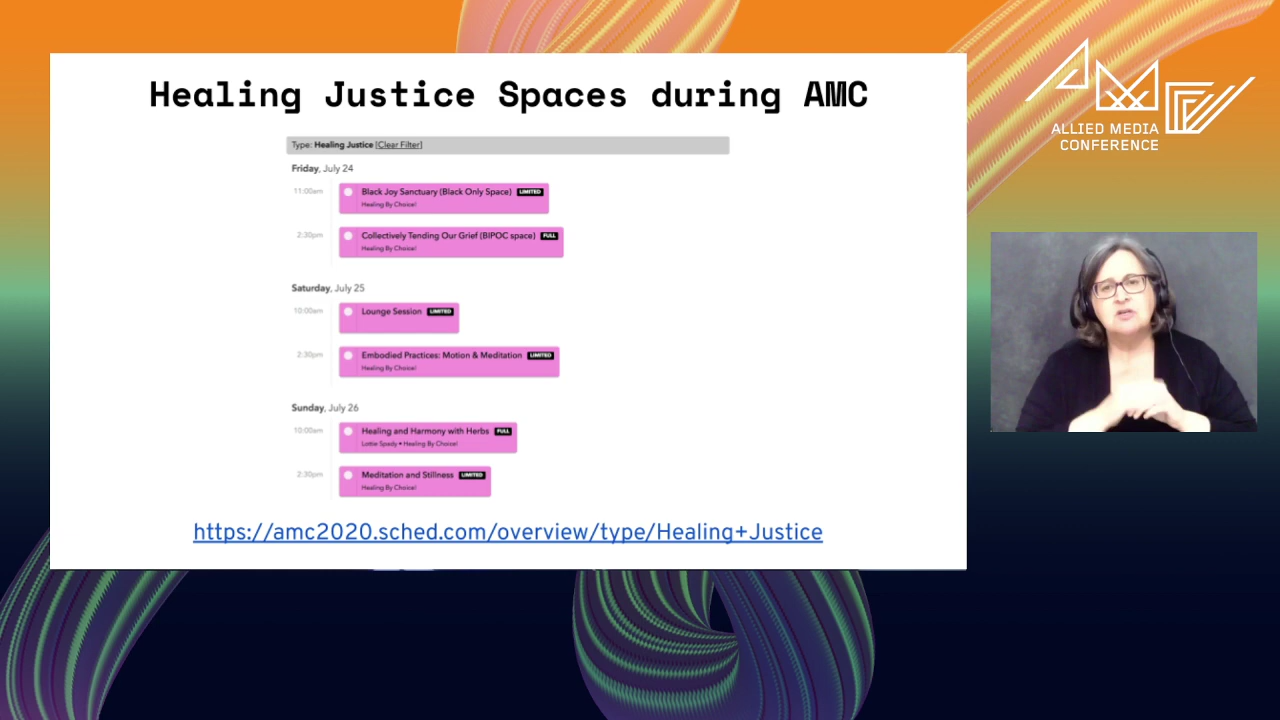 Healing Justice Spaces during AMC
Type: Healing Justice [Clear Filter]
Friday, July 24
11:00am
Black Joy Sanctuary (Black Only Space) LIMITED
Healing By Choice!
2:30pm
Collectively Tending Our Grief (BIPOC space) FULL
Healing By Choice!
Saturday, July 25
10:00am
Lounge Session LIMITED
2:30pm
Embodied Practices: Motion & Meditation LIMITED
Healing By Choice!
Sunday, July 26
10:00am
Healing and Harmony with Herbs FULL
Lottie Spady • Healing By Choice!
2:30pm
Meditation and Stillness LIMITED
Healing By Choice!
https://amc2020.sched.com/overview/type/Healing+Justice
AMC
ALLIED MEDIA
CONFERENCE